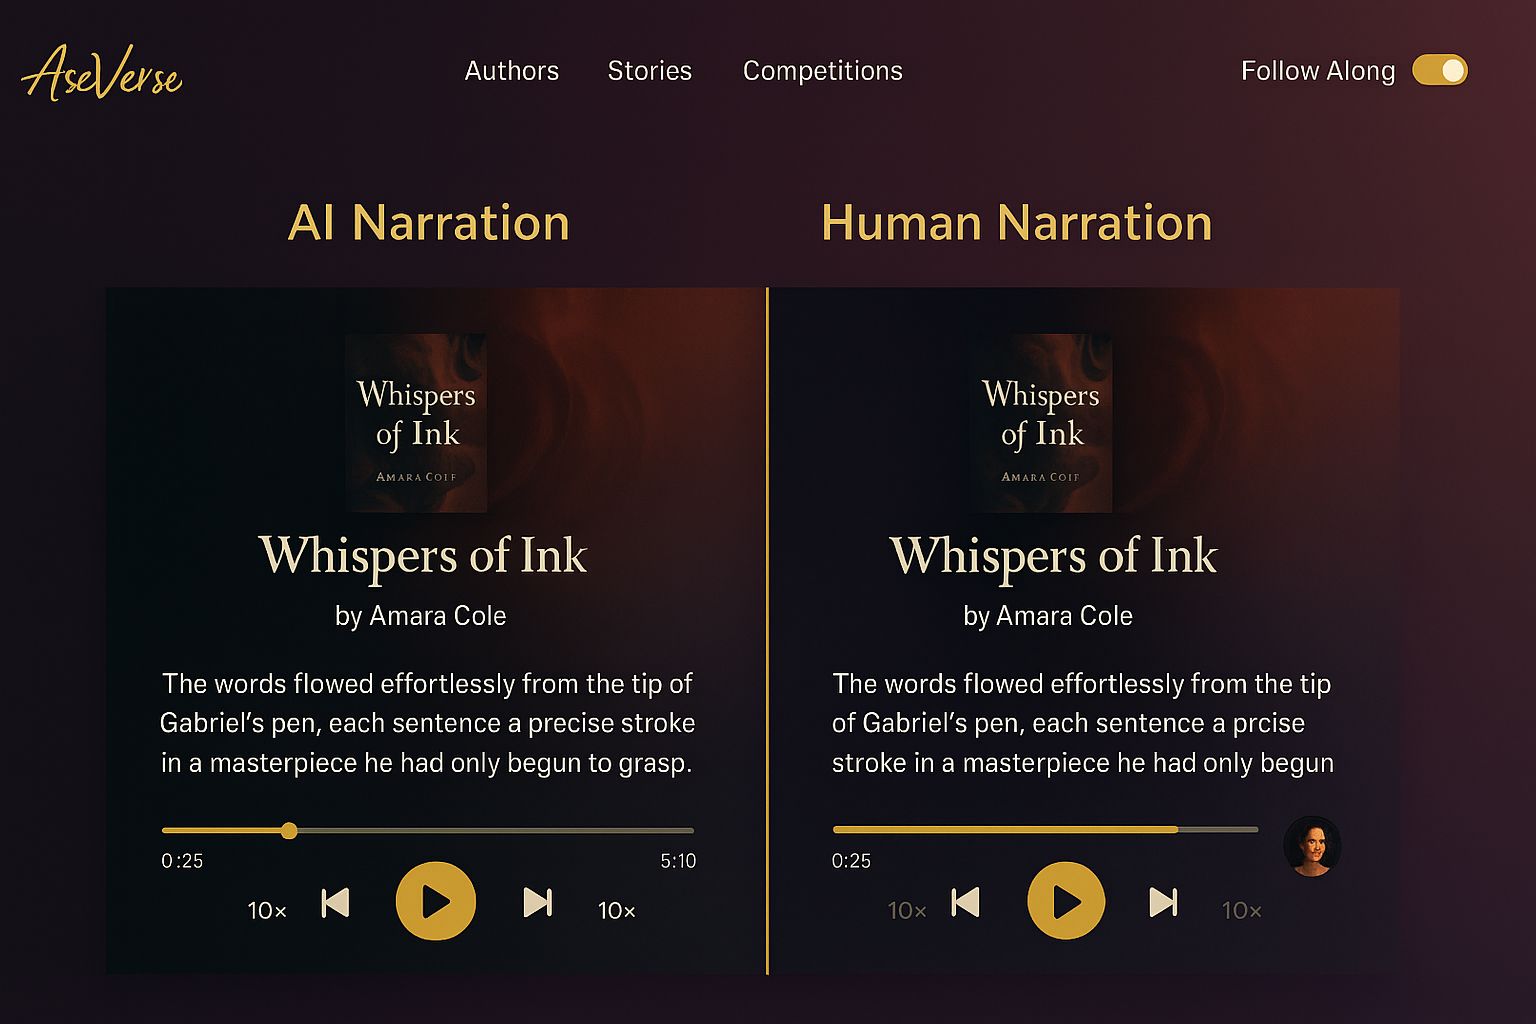 AseVerse
Authors
Stories
Competitions
Follow Along
AI Narration
Whispers
of Ink
AMARA COIF
Whispers of Ink
by Amara Cole
The words flowed effortlessly from the tip of
Gabriel's pen, each sentence a precise stroke
in a masterpiece he had only begun to grasp.
0:25
5:10
10×
10×
Human Narration
Whispers
of Ink
AMARA COIF
Whispers of Ink
by Amara Cole
The words flowed effortlessly from the tip
of Gabriel's pen, each sentence a prcise
stroke in a masterpiece he had only begun
0:25
10×
10×